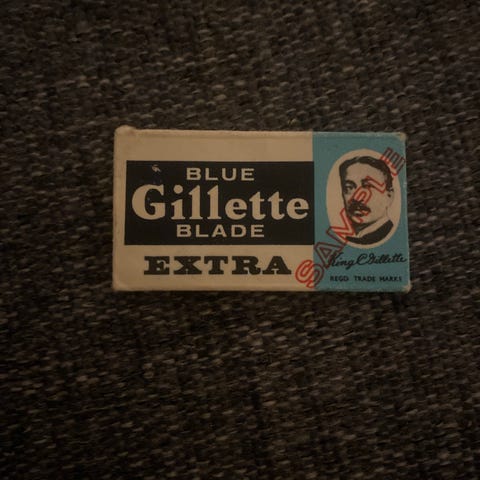 BLUE
Gillette
BLADE
EXTRA
SAMPLE
King C Gillette
REGD TRADE MARKS